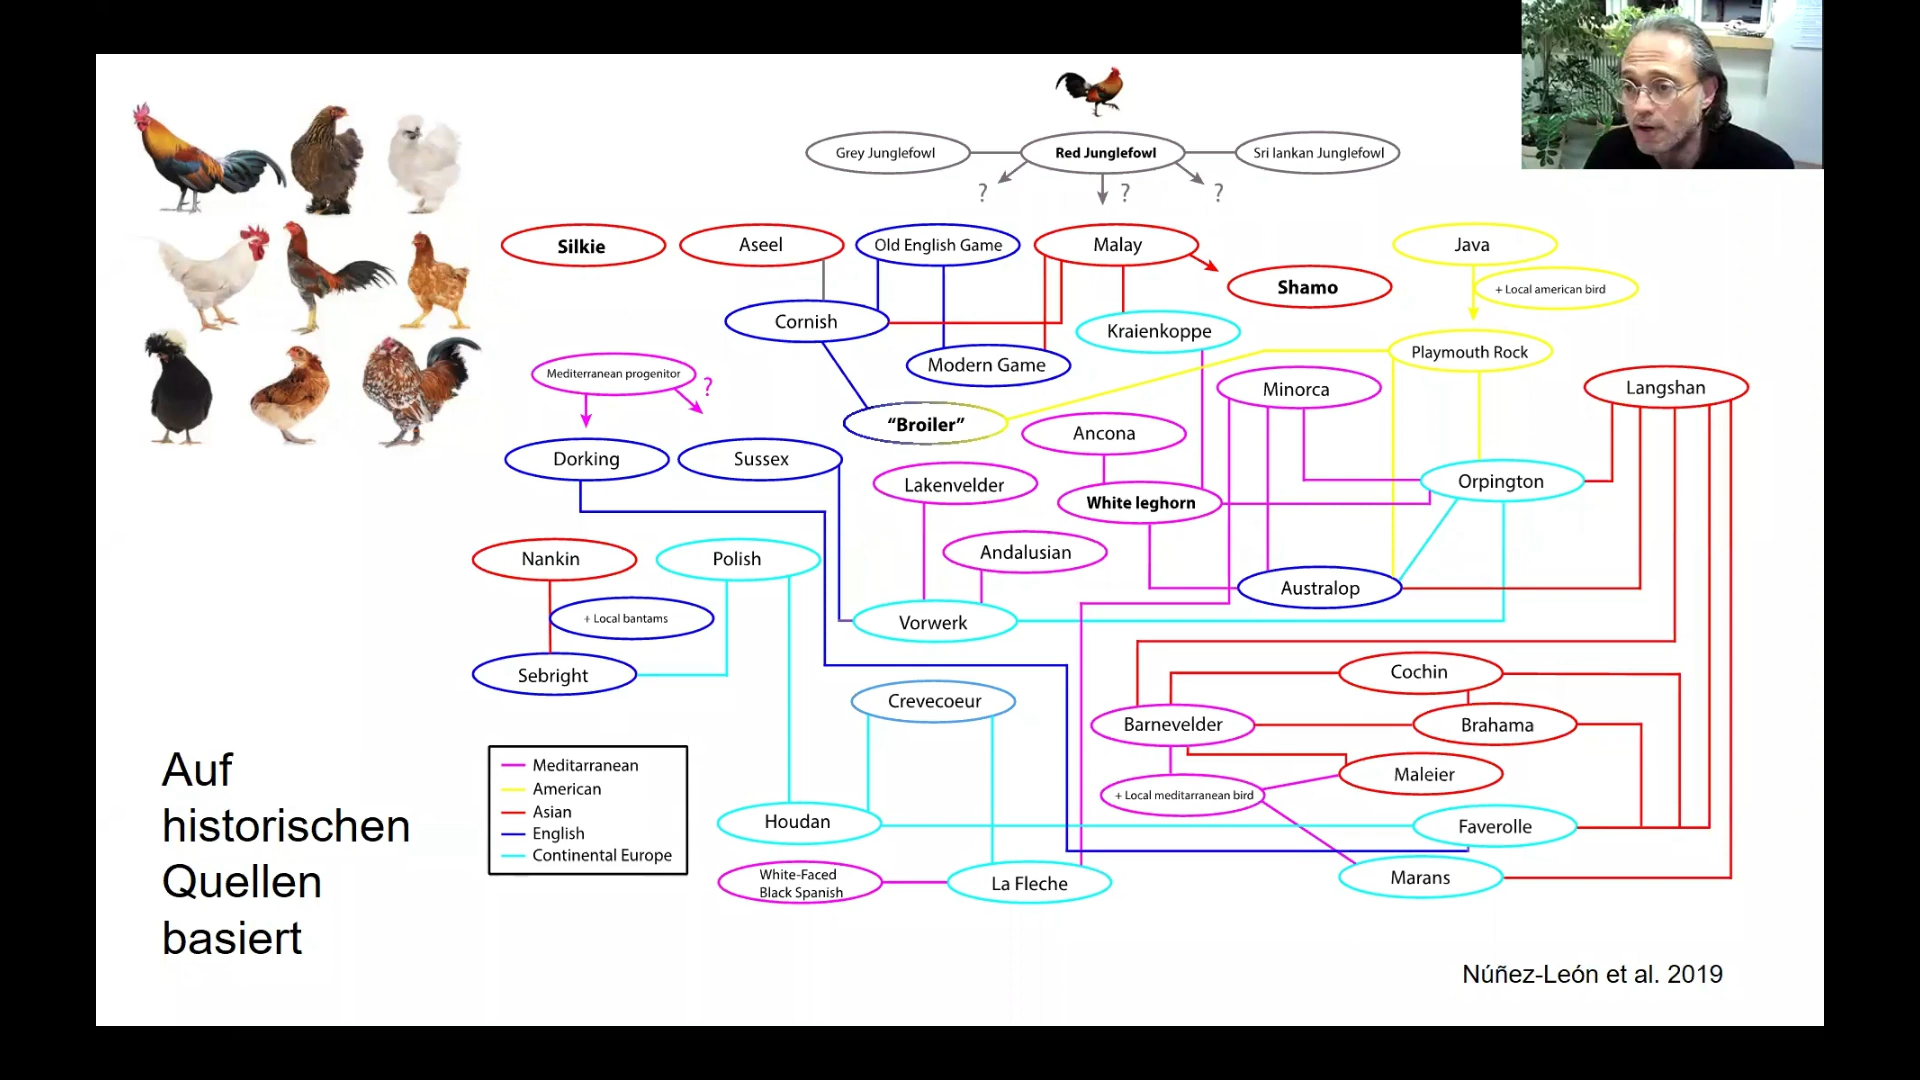 Grey Junglefowl
Red Junglefowl
Sri lankan Junglefowl
?
?
?
Silkie
Aseel
Old English Game
Malay
Java
Shamo
+ Local american bird
Cornish
Kraienkoppe
Playmouth Rock
Modern Game
Mediterranean progenitor
?
Minorca
Langshan
"Broiler"
Ancona
Dorking
Sussex
Lakenvelder
White leghorn
Orpington
Nankin
Polish
Andalusian
Australop
+ Local bantams
Vorwerk
Sebright
Cochin
Crevecoeur
Barnevelder
Brahama
Maleier
+ Local meditarranean bird
Houdan
Faverolle
White-Faced
Black Spanish
La Fleche
Marans
Meditarranean
American
Asian
English
Continental Europe
Auf
historischen
Quellen
basiert
Núñez-León et al. 2019